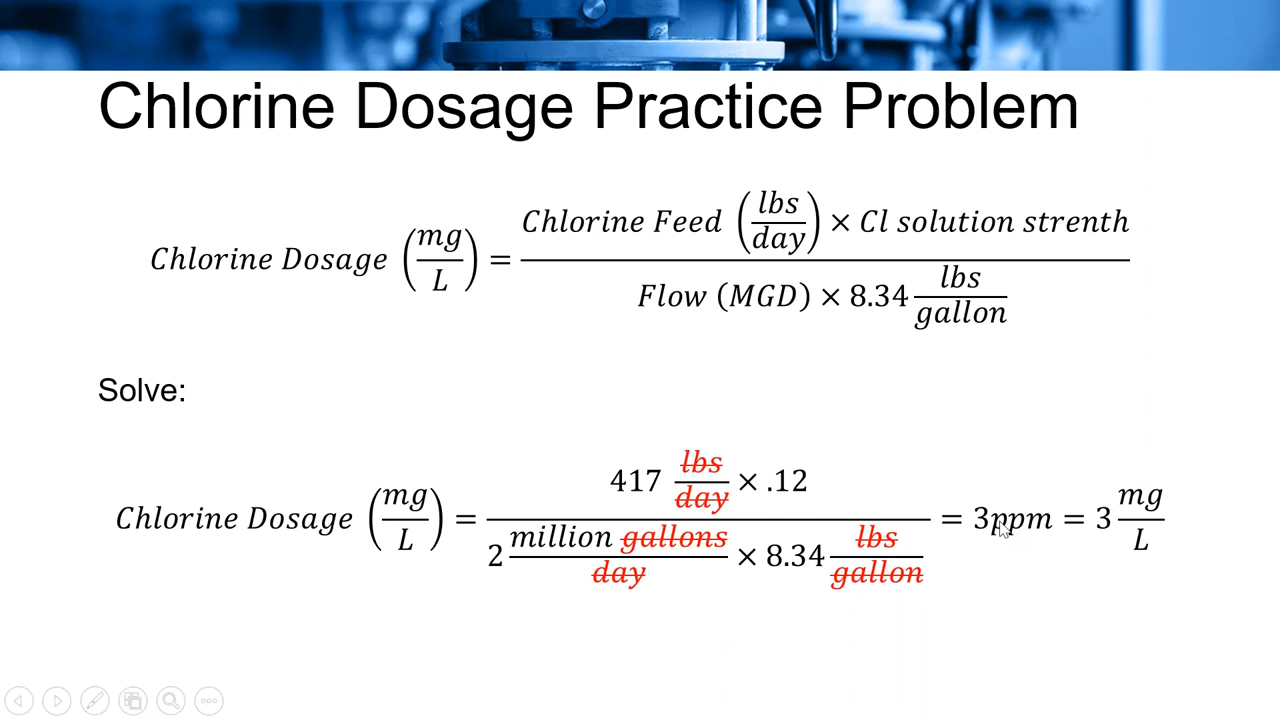 Chlorine Dosage Practice Problem
Chlorine Dosage (mg/L) = (Chlorine Feed (lbs/day) × Cl solution strenth) / (Flow (MGD) × 8.34 lbs/gallon)
Solve:
Chlorine Dosage (mg/L) = (417 lbs/day × .12) / (2 million gallons/day × 8.34 lbs/gallon) = 3ppm = 3 mg/L